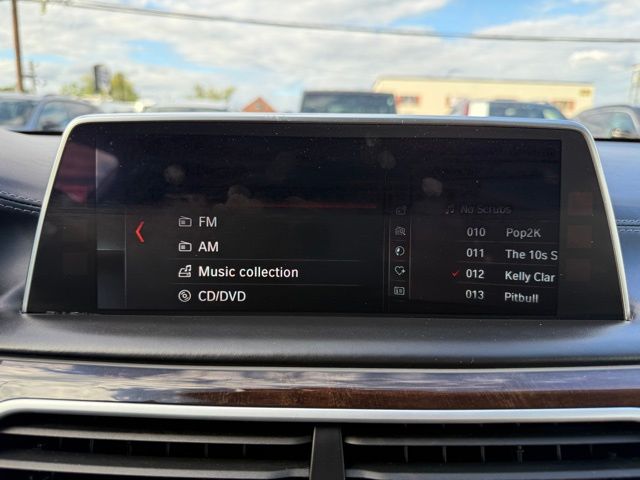 FM
AM
Music collection
CD/DVD
No Scrubs
010 Pop2K
011 The 10s S
012 Kelly Clar
013 Pitbull